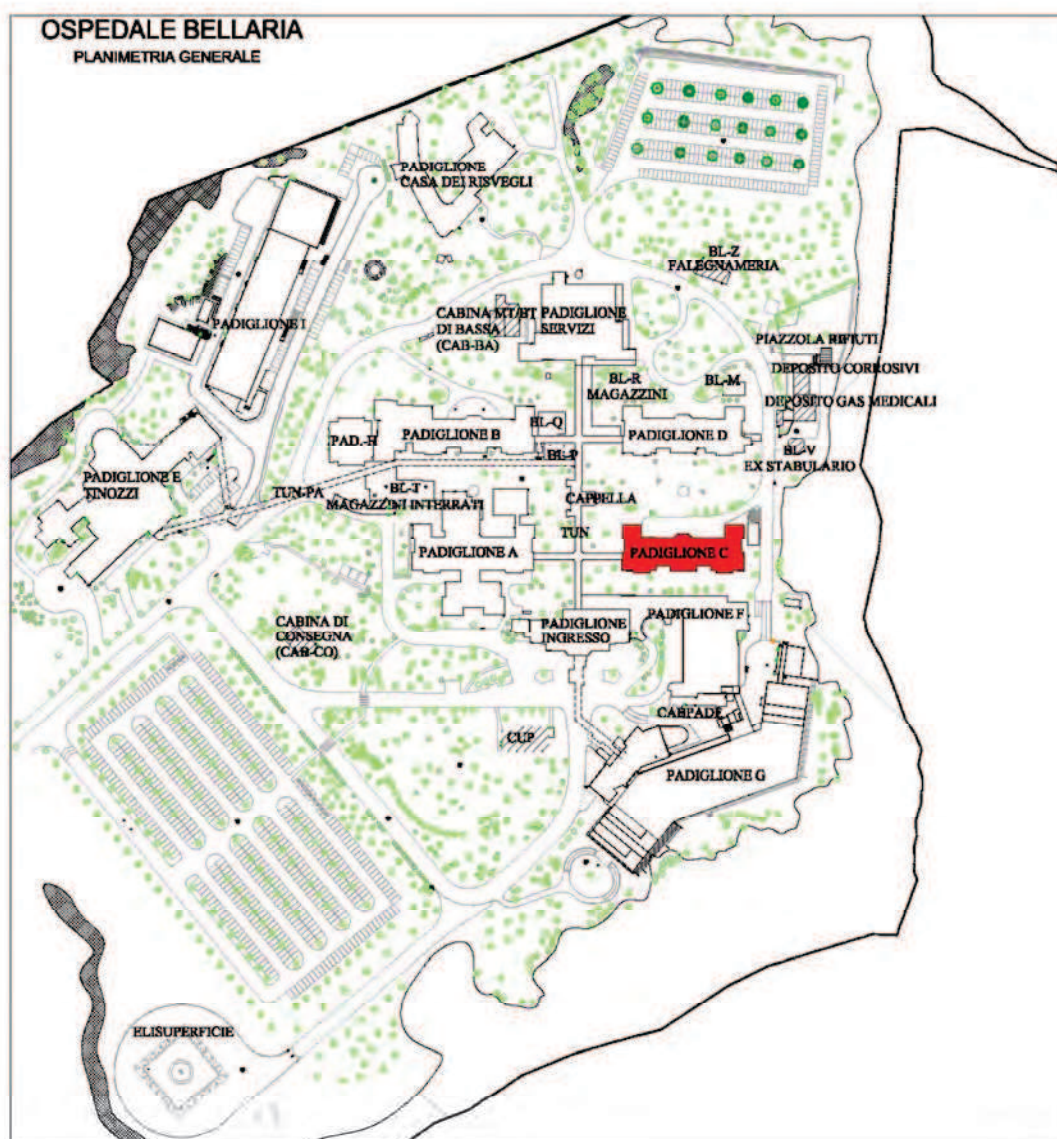 OSPEDALE BELLARIA
PLANIMETRIA GENERALE
PADIGLIONE
CASA DEI RISVEGLI
BL-Z
FALEGNAMERIA
CABINA MT/BT
DI BASSA
(CAB-BA)
PADIGLIONE
SERVIZI
PADIGLIONE I
PIAZZOLA RIFIUTI
DEPOSITO CORROSIVI
BL-R
MAGAZZINI
BL-M
DEPOSITO GAS MEDICALI
BL-Q
PAD.-H
PADIGLIONE B
PADIGLIONE D
BL-P
BL-V
EX STABULARIO
PADIGLIONE E
TINOZZI
TUN-PA
BL-T
MAGAZZINI INTERRATI
CAPPELLA
TUN
PADIGLIONE A
PADIGLIONE C
PADIGLIONE F
CABINA DI
CONSEGNA
(CAB-CO)
PADIGLIONE
INGRESSO
CABPADF
CUP
PADIGLIONE G
ELISUPERFICIE